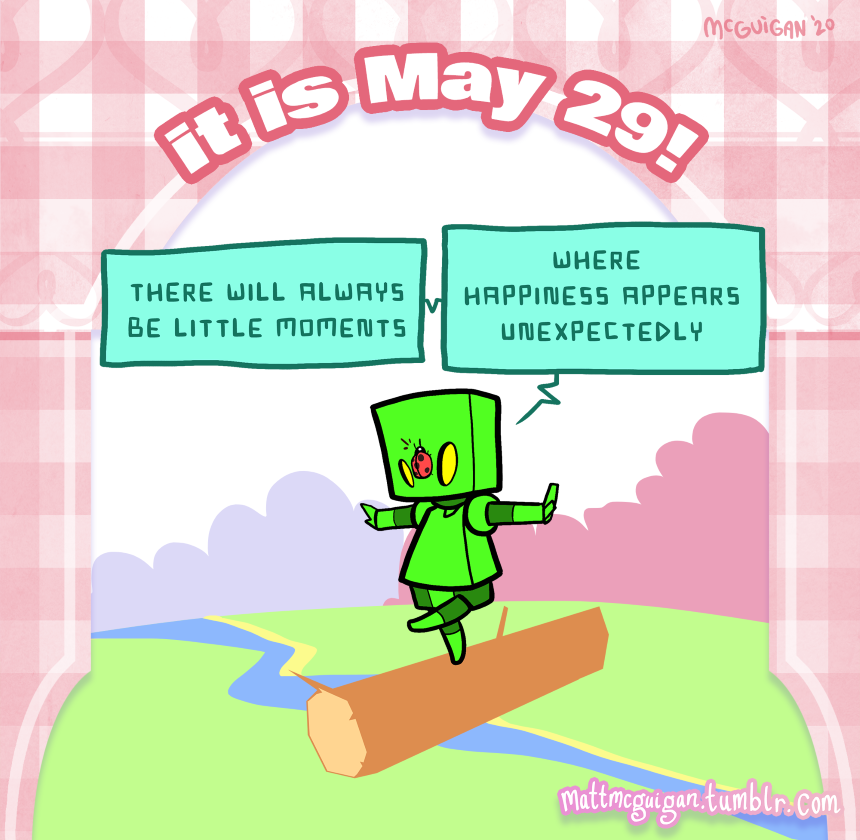 McGUiGAN '20
it is May 29!
THERE WILL ALWAYS
BE LITTLE MOMENTS
WHERE
HAPPINESS APPEARS
UNEXPECTEDLY
mattmcguigan.tumblr.com